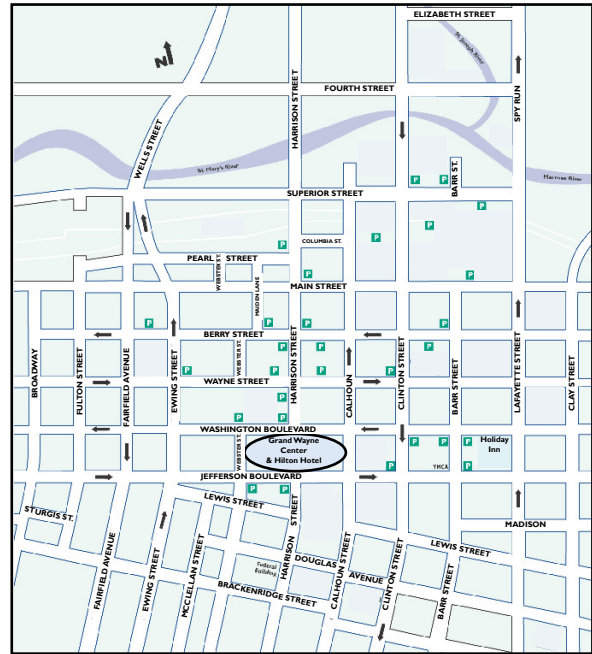 ELIZABETH STREET
St. Joseph River
N
FOURTH STREET
SPY RUN
HARRISON STREET
WELLS STREET
St. Mary's River
BARR ST.
Maumee River
SUPERIOR STREET
P
P
P
P
P
COLUMBIA ST.
P
PEARL STREET
WEBSTER ST.
MAIDEN LANE
P
P
MAIN STREET
P
P
P
P
BERRY STREET
BROADWAY
FULTON STREET
FAIRFIELD AVENUE
EWING STREET
WEBSTER ST.
HARRISON STREET
CALHOUN
CLINTON STREET
BARR STREET
LAFAYETTE STREET
CLAY STREET
P
P
P
P
P
P
P
WAYNE STREET
P
P
P
WASHINGTON BOULEVARD
WEBSTER ST.
Grand Wayne
Center
& Hilton Hotel
P
P
P
Holiday
Inn
P
YMCA
P
JEFFERSON BOULEVARD
P
P
LEWIS STREET
STURGIS ST.
MADISON
FAIRFIELD AVENUE
EWING STREET
MCCLELLAN STREET
HARRISON STREET
CALHOUN STREET
CLINTON STREET
BARR STREET
LEWIS STREET
Federal
Building
DOUGLAS AVENUE
BRACKENRIDGE STREET